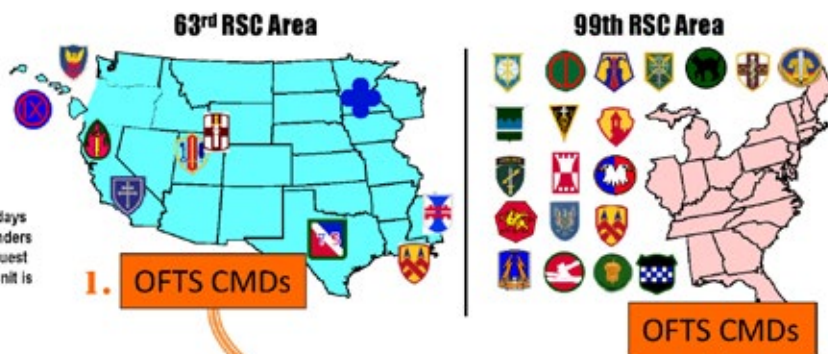 63rd RSC Area
99th RSC Area
days
nders
uest
nit is
1.
OFTS CMDs
OFTS CMDs